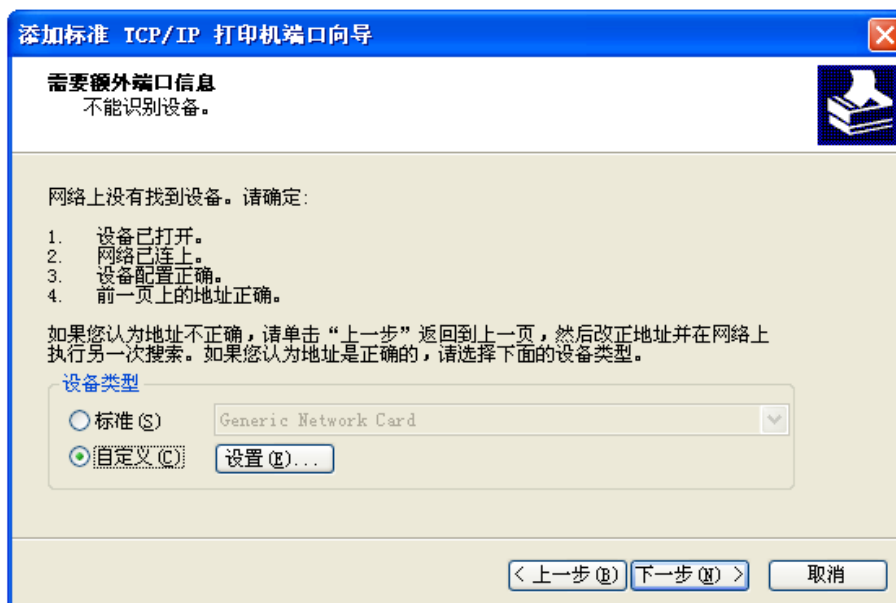 添加标准 TCP/IP 打印机端口向导
需要额外端口信息
不能识别设备。
网络上没有找到设备。请确定:
1. 设备已打开。
2. 网络已连上。
3. 设备配置正确。
4. 前一页上的地址正确。
如果您认为地址不正确，请单击“上一步”返回到上一页，然后改正地址并在网络上
执行另一次搜索。如果您认为地址是正确的，请选择下面的设备类型。
设备类型
标准(S) Generic Network Card
自定义(C) 设置(E)...
< 上一步(B) 下一步(N) > 取消